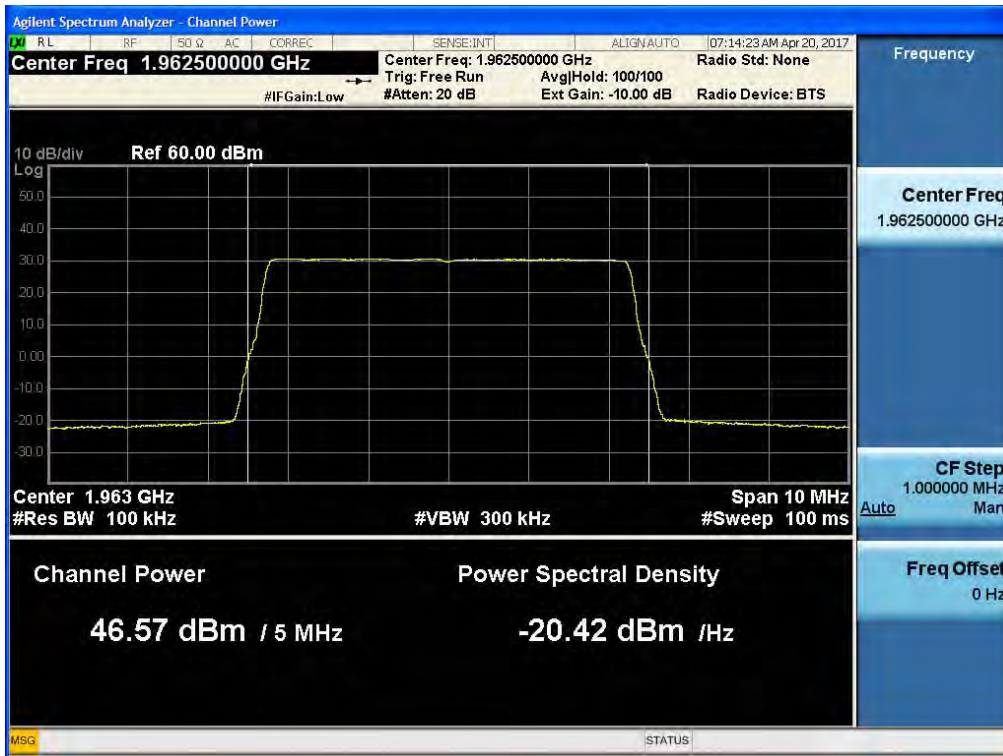 Agilent Spectrum Analyzer - Channel Power
LXI RL RF 50 Ω AC CORREC SENSE:INT ALIGNAUTO 07:14:23 AM Apr 20, 2017
Center Freq 1.962500000 GHz
Center Freq: 1.962500000 GHz Radio Std: None
Trig: Free Run Avg|Hold: 100/100
#IFGain:Low #Atten: 20 dB Ext Gain: -10.00 dB Radio Device: BTS
10 dB/div Ref 60.00 dBm
Log
50.0
40.0
30.0
20.0
10.0
0.00
-10.0
-20.0
-30.0
Center 1.963 GHz Span 10 MHz
#Res BW 100 kHz #VBW 300 kHz #Sweep 100 ms
Channel Power Power Spectral Density
46.57 dBm / 5 MHz -20.42 dBm /Hz
Frequency
Center Freq
1.962500000 GHz
CF Step
1.000000 MHz
Auto Man
Freq Offset
0 Hz
MSG STATUS